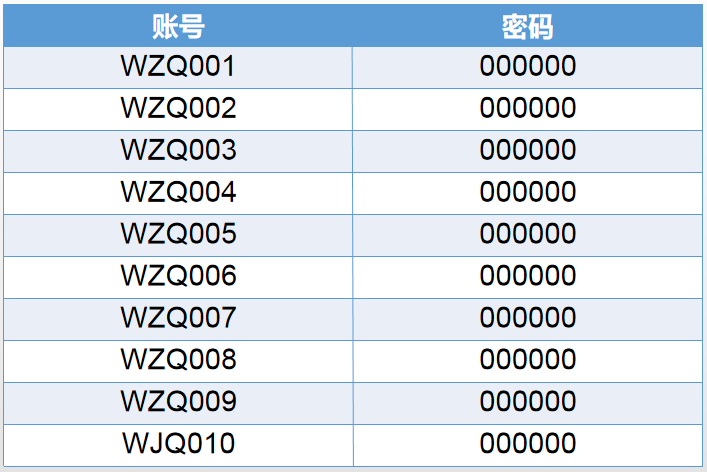 账号 密码
WZQ001 000000
WZQ002 000000
WZQ003 000000
WZQ004 000000
WZQ005 000000
WZQ006 000000
WZQ007 000000
WZQ008 000000
WZQ009 000000
WJQ010 000000